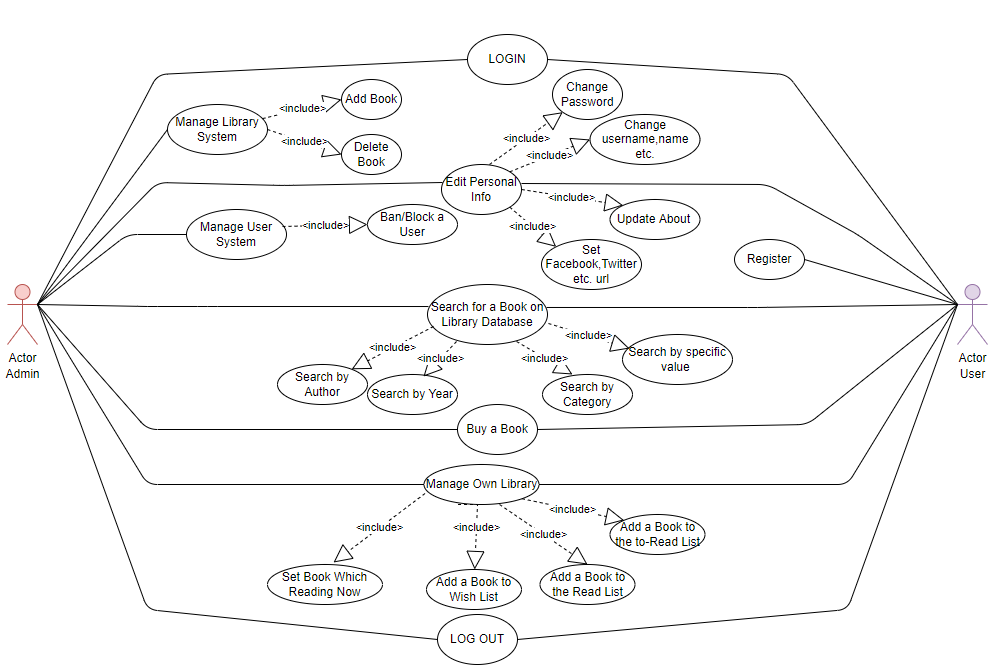 LOGIN
Change
Password
Add Book
<include>
Manage Library
System
<include>
Delete
Book
<include>
Change
username,name
etc.
<include>
Edit Personal
Info
<include>
Update About
Manage User
System
<include>
Ban/Block a
User
<include>
Set
Facebook,Twitter
etc. url
Register
Actor
Admin
Actor
User
Search for a Book on
Library Database
<include>
<include>
<include>
<include>
Search by specific
value
Search by
Author
Search by Year
Search by
Category
Buy a Book
Manage Own Library
<include>
<include>
<include>
<include>
Add a Book to
the to-Read List
Set Book Which
Reading Now
Add a Book to
Wish List
Add a Book to
the Read List
LOG OUT